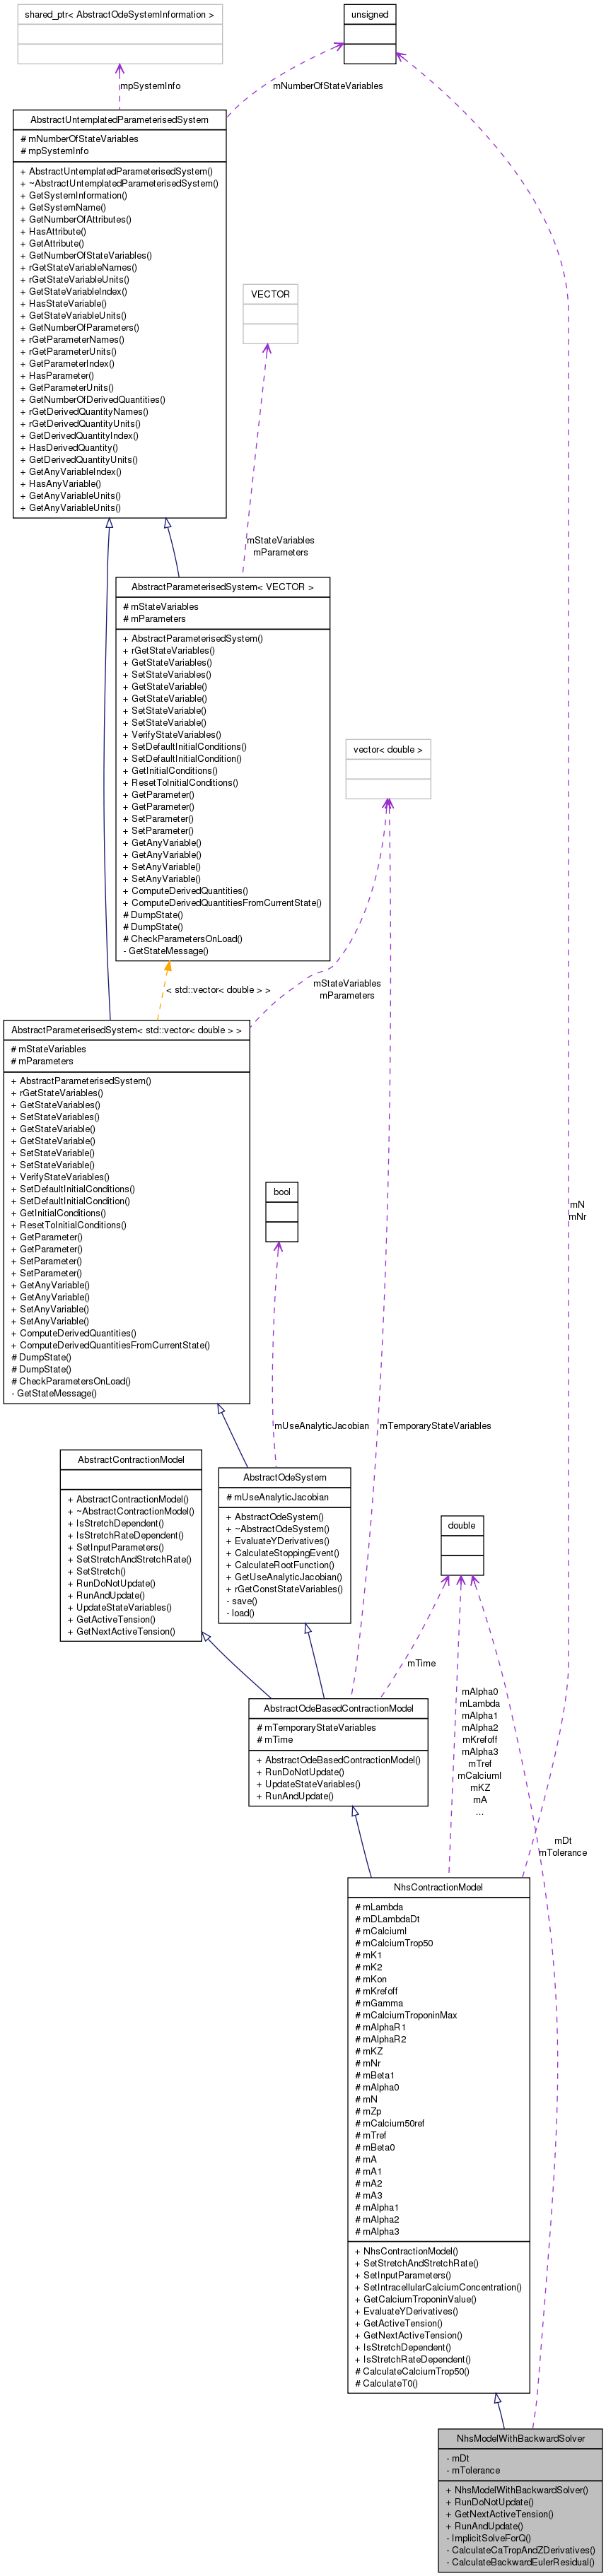 shared_ptr< AbstractOdeSystemInformation >
unsigned
mpSystemInfo
mNumberOfStateVariables
AbstractUntemplatedParameterisedSystem
# mNumberOfStateVariables
# mpSystemInfo
+ AbstractUntemplatedParameterisedSystem()
+ ~AbstractUntemplatedParameterisedSystem()
+ GetSystemInformation()
+ GetSystemName()
+ GetNumberOfAttributes()
+ HasAttribute()
+ GetAttribute()
+ GetNumberOfStateVariables()
+ rGetStateVariableNames()
+ rGetStateVariableUnits()
+ GetStateVariableIndex()
+ HasStateVariable()
+ GetStateVariableUnits()
+ GetNumberOfParameters()
+ rGetParameterNames()
+ rGetParameterUnits()
+ GetParameterIndex()
+ HasParameter()
+ GetParameterUnits()
+ GetNumberOfDerivedQuantities()
+ rGetDerivedQuantityNames()
+ rGetDerivedQuantityUnits()
+ GetDerivedQuantityIndex()
+ HasDerivedQuantity()
+ GetDerivedQuantityUnits()
+ GetAnyVariableIndex()
+ HasAnyVariable()
+ GetAnyVariableUnits()
+ GetAnyVariableUnits()
VECTOR
mStateVariables
mParameters
AbstractParameterisedSystem< VECTOR >
# mStateVariables
# mParameters
+ AbstractParameterisedSystem()
+ rGetStateVariables()
+ GetStateVariables()
+ SetStateVariables()
+ GetStateVariable()
+ GetStateVariable()
+ SetStateVariable()
+ SetStateVariable()
+ VerifyStateVariables()
+ SetDefaultInitialConditions()
+ SetDefaultInitialCondition()
+ GetInitialConditions()
+ ResetToInitialConditions()
+ GetParameter()
+ GetParameter()
+ SetParameter()
+ SetParameter()
+ GetAnyVariable()
+ GetAnyVariable()
+ SetAnyVariable()
+ SetAnyVariable()
+ ComputeDerivedQuantities()
+ ComputeDerivedQuantitiesFromCurrentState()
# DumpState()
# DumpState()
# CheckParametersOnLoad()
- GetStateMessage()
vector< double >
< std::vector< double > >
mStateVariables
mParameters
AbstractParameterisedSystem< std::vector< double > >
# mStateVariables
# mParameters
+ AbstractParameterisedSystem()
+ rGetStateVariables()
+ GetStateVariables()
+ SetStateVariables()
+ GetStateVariable()
+ GetStateVariable()
+ SetStateVariable()
+ SetStateVariable()
+ VerifyStateVariables()
+ SetDefaultInitialConditions()
+ SetDefaultInitialCondition()
+ GetInitialConditions()
+ ResetToInitialConditions()
+ GetParameter()
+ GetParameter()
+ SetParameter()
+ SetParameter()
+ GetAnyVariable()
+ GetAnyVariable()
+ SetAnyVariable()
+ SetAnyVariable()
+ ComputeDerivedQuantities()
+ ComputeDerivedQuantitiesFromCurrentState()
# DumpState()
# DumpState()
# CheckParametersOnLoad()
- GetStateMessage()
bool
mN
mNr
mUseAnalyticJacobian
mTemporaryStateVariables
AbstractContractionModel
+ AbstractContractionModel()
+ ~AbstractContractionModel()
+ IsStretchDependent()
+ IsStretchRateDependent()
+ SetInputParameters()
+ SetStretchAndStretchRate()
+ SetStretch()
+ RunDoNotUpdate()
+ RunAndUpdate()
+ UpdateStateVariables()
+ GetActiveTension()
+ GetNextActiveTension()
AbstractOdeSystem
# mUseAnalyticJacobian
+ AbstractOdeSystem()
+ ~AbstractOdeSystem()
+ EvaluateYDerivatives()
+ CalculateStoppingEvent()
+ CalculateRootFunction()
+ GetUseAnalyticJacobian()
+ rGetConstStateVariables()
- save()
- load()
double
mTime
AbstractOdeBasedContractionModel
# mTemporaryStateVariables
# mTime
+ AbstractOdeBasedContractionModel()
+ RunDoNotUpdate()
+ UpdateStateVariables()
+ RunAndUpdate()
mAlpha0
mLambda
mAlpha1
mAlpha2
mKrefoff
mAlpha3
mTref
mCalciumI
mKZ
mA
...
mDt
mTolerance
NhsContractionModel
# mLambda
# mDLambdaDt
# mCalciumI
# mCalciumTrop50
# mK1
# mK2
# mKon
# mKrefoff
# mGamma
# mCalciumTroponinMax
# mAlphaR1
# mAlphaR2
# mKZ
# mNr
# mBeta1
# mAlpha0
# mN
# mZp
# mCalcium50ref
# mTref
# mBeta0
# mA
# mA1
# mA2
# mA3
# mAlpha1
# mAlpha2
# mAlpha3
+ NhsContractionModel()
+ SetStretchAndStretchRate()
+ SetInputParameters()
+ SetIntracellularCalciumConcentration()
+ GetCalciumTroponinValue()
+ EvaluateYDerivatives()
+ GetActiveTension()
+ GetNextActiveTension()
+ IsStretchDependent()
+ IsStretchRateDependent()
# CalculateCalciumTrop50()
# CalculateT0()
NhsModelWithBackwardSolver
- mDt
- mTolerance
+ NhsModelWithBackwardSolver()
+ RunDoNotUpdate()
+ GetNextActiveTension()
+ RunAndUpdate()
- ImplicitSolveForQ()
- CalculateCaTropAndZDerivatives()
- CalculateBackwardEulerResidual()